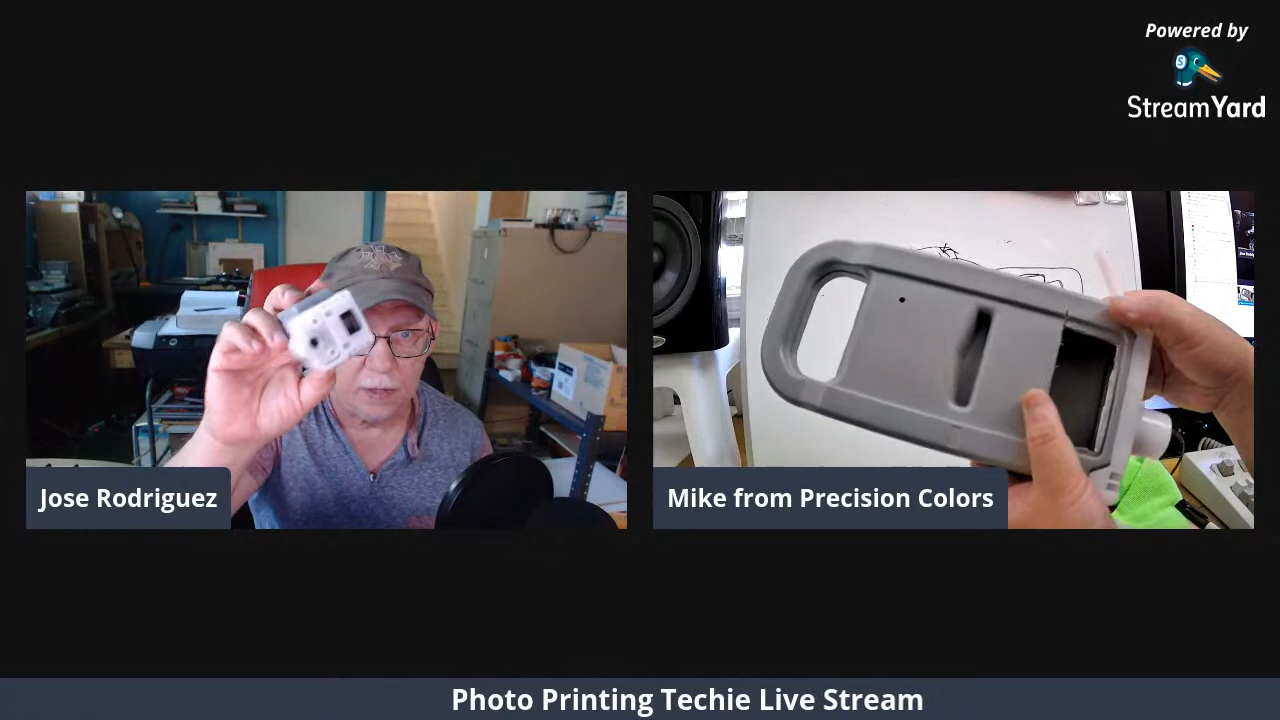 Powered by
StreamYard
Jose Rodriguez
Mike from Precision Colors
Photo Printing Techie Live Stream